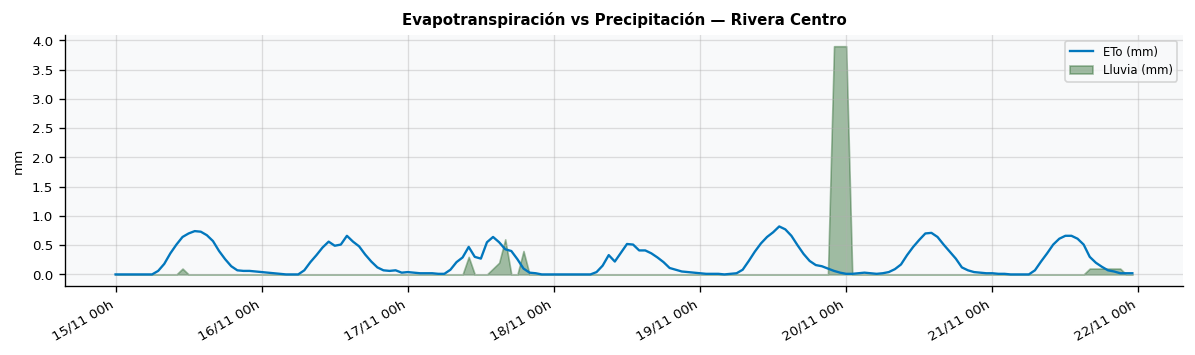 Evapotranspiración vs Precipitación — Rivera Centro
ETo (mm)
Lluvia (mm)
mm
4.0
3.5
3.0
2.5
2.0
1.5
1.0
0.5
0.0
15/11 00h
16/11 00h
17/11 00h
18/11 00h
19/11 00h
20/11 00h
21/11 00h
22/11 00h